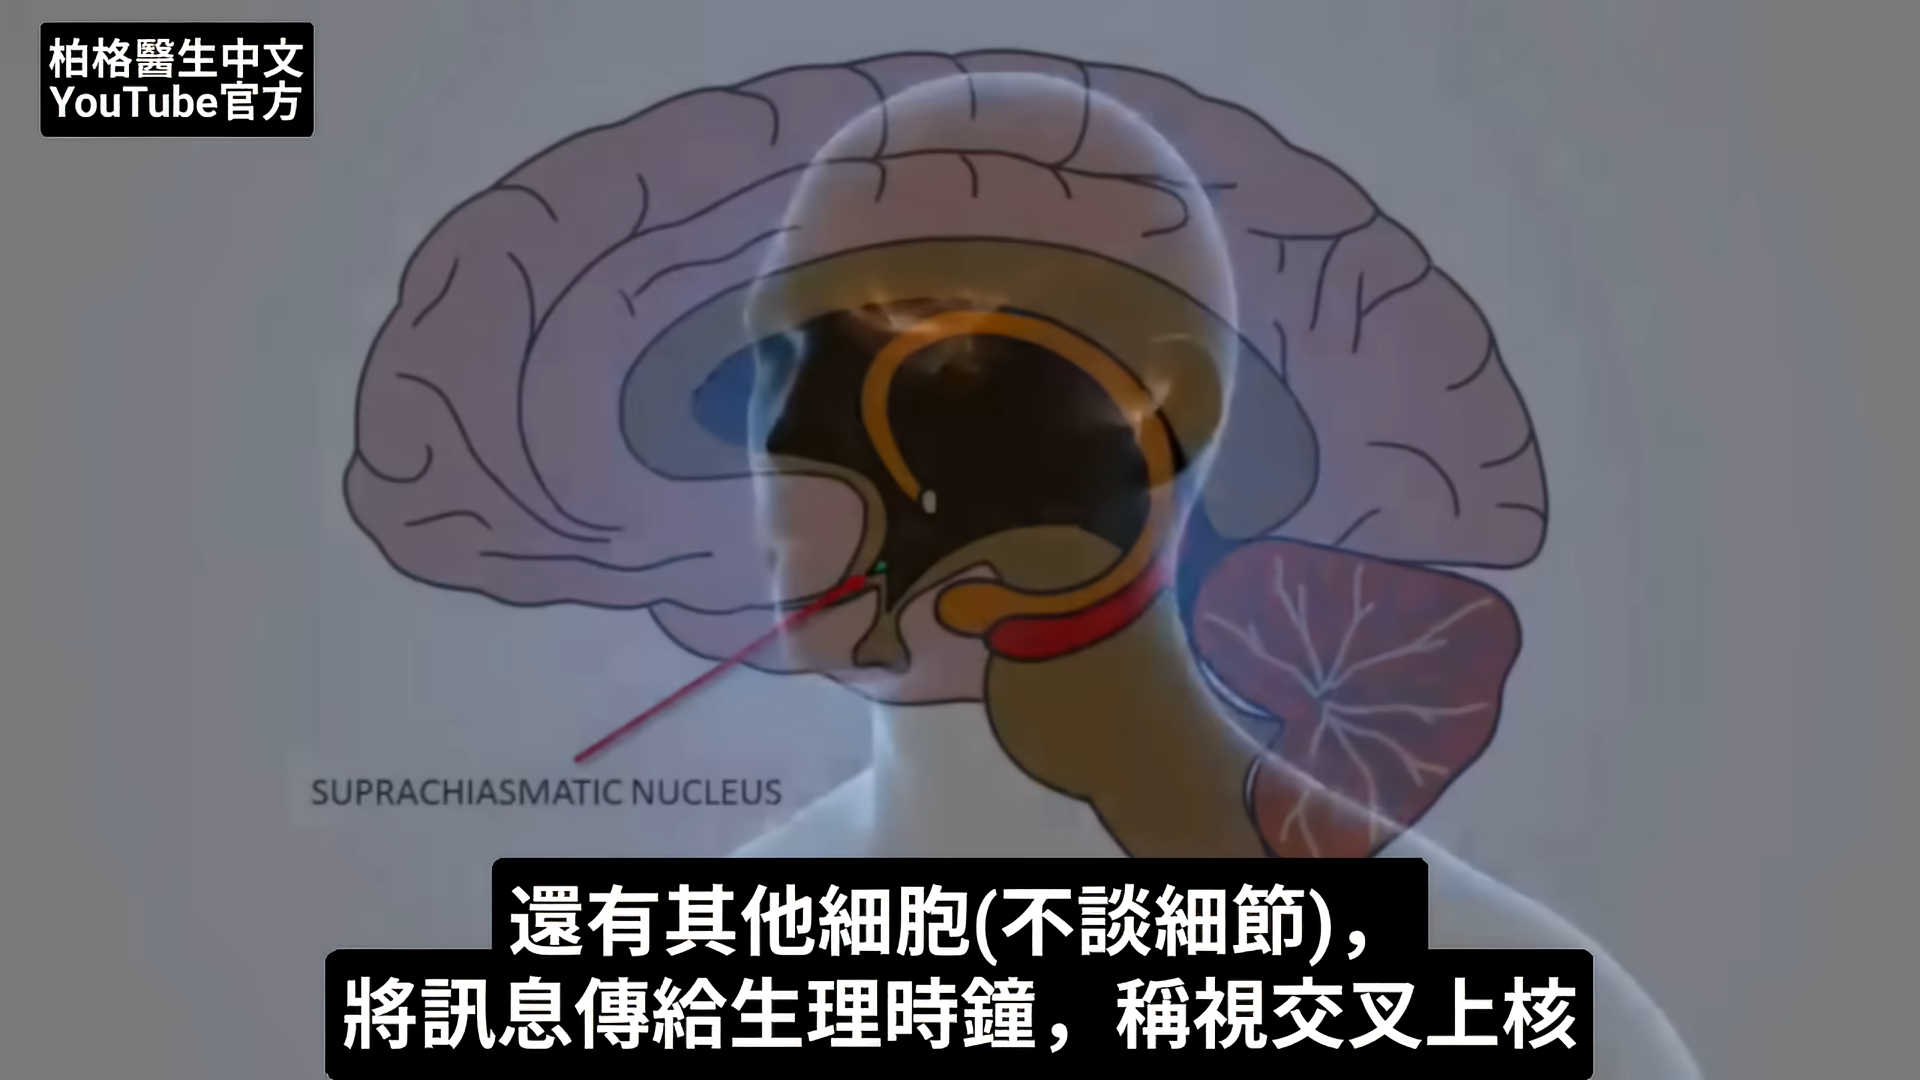 柏格醫生中文
YouTube官方
SUPRACHIASMATIC NUCLEUS
還有其他細胞(不談細節)，
將訊息傳給生理時鐘，稱視交叉上核